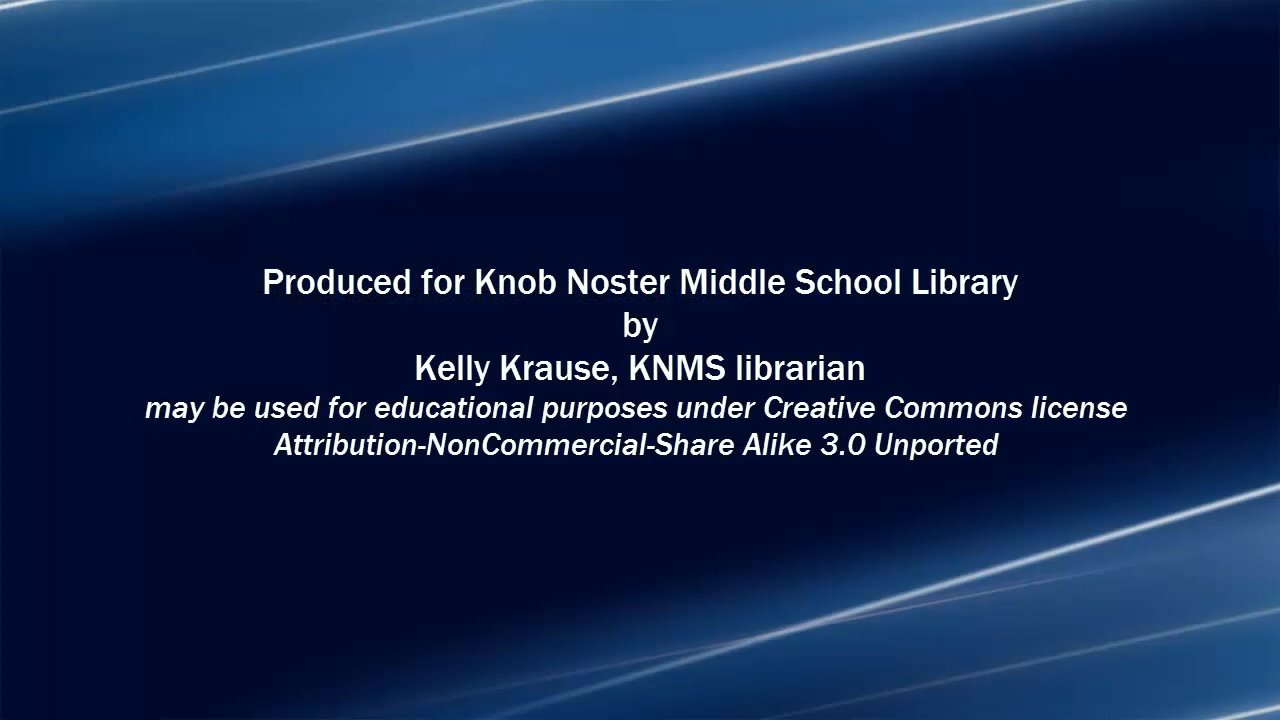 Produced for Knob Noster Middle School Library
by
Kelly Krause, KNMS librarian
may be used for educational purposes under Creative Commons license
Attribution-NonCommercial-Share Alike 3.0 Unported